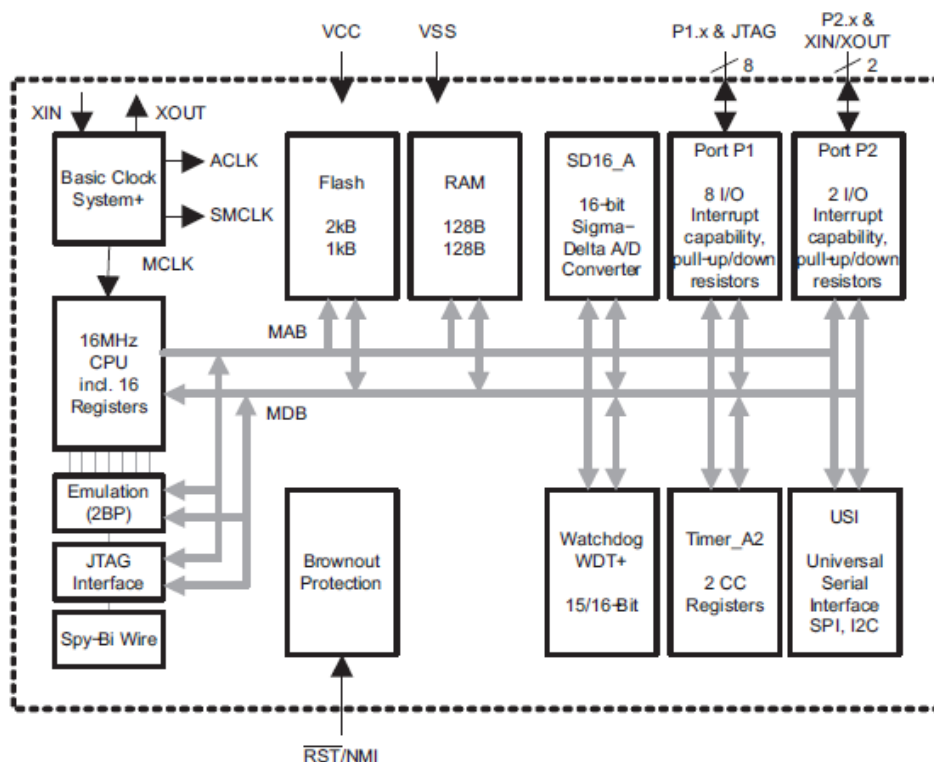 VCC
VSS
P1.x & JTAG
8
P2.x &
XIN/XOUT
2
XIN
XOUT
Basic Clock
System+
ACLK
SMCLK
MCLK
Flash
2kB
1kB
RAM
128B
128B
SD16_A
16-bit
Sigma-
Delta A/D
Converter
Port P1
8 I/O
Interrupt
capability,
pull-up/down
resistors
Port P2
2 I/O
Interrupt
capability,
pull-up/down
resistors
16MHz
CPU
incl. 16
Registers
MAB
MDB
Emulation
(2BP)
JTAG
Interface
Spy-Bi Wire
Brownout
Protection
Watchdog
WDT+
15/16-Bit
Timer_A2
2 CC
Registers
USI
Universal
Serial
Interface
SPI, I2C
RST/NMI